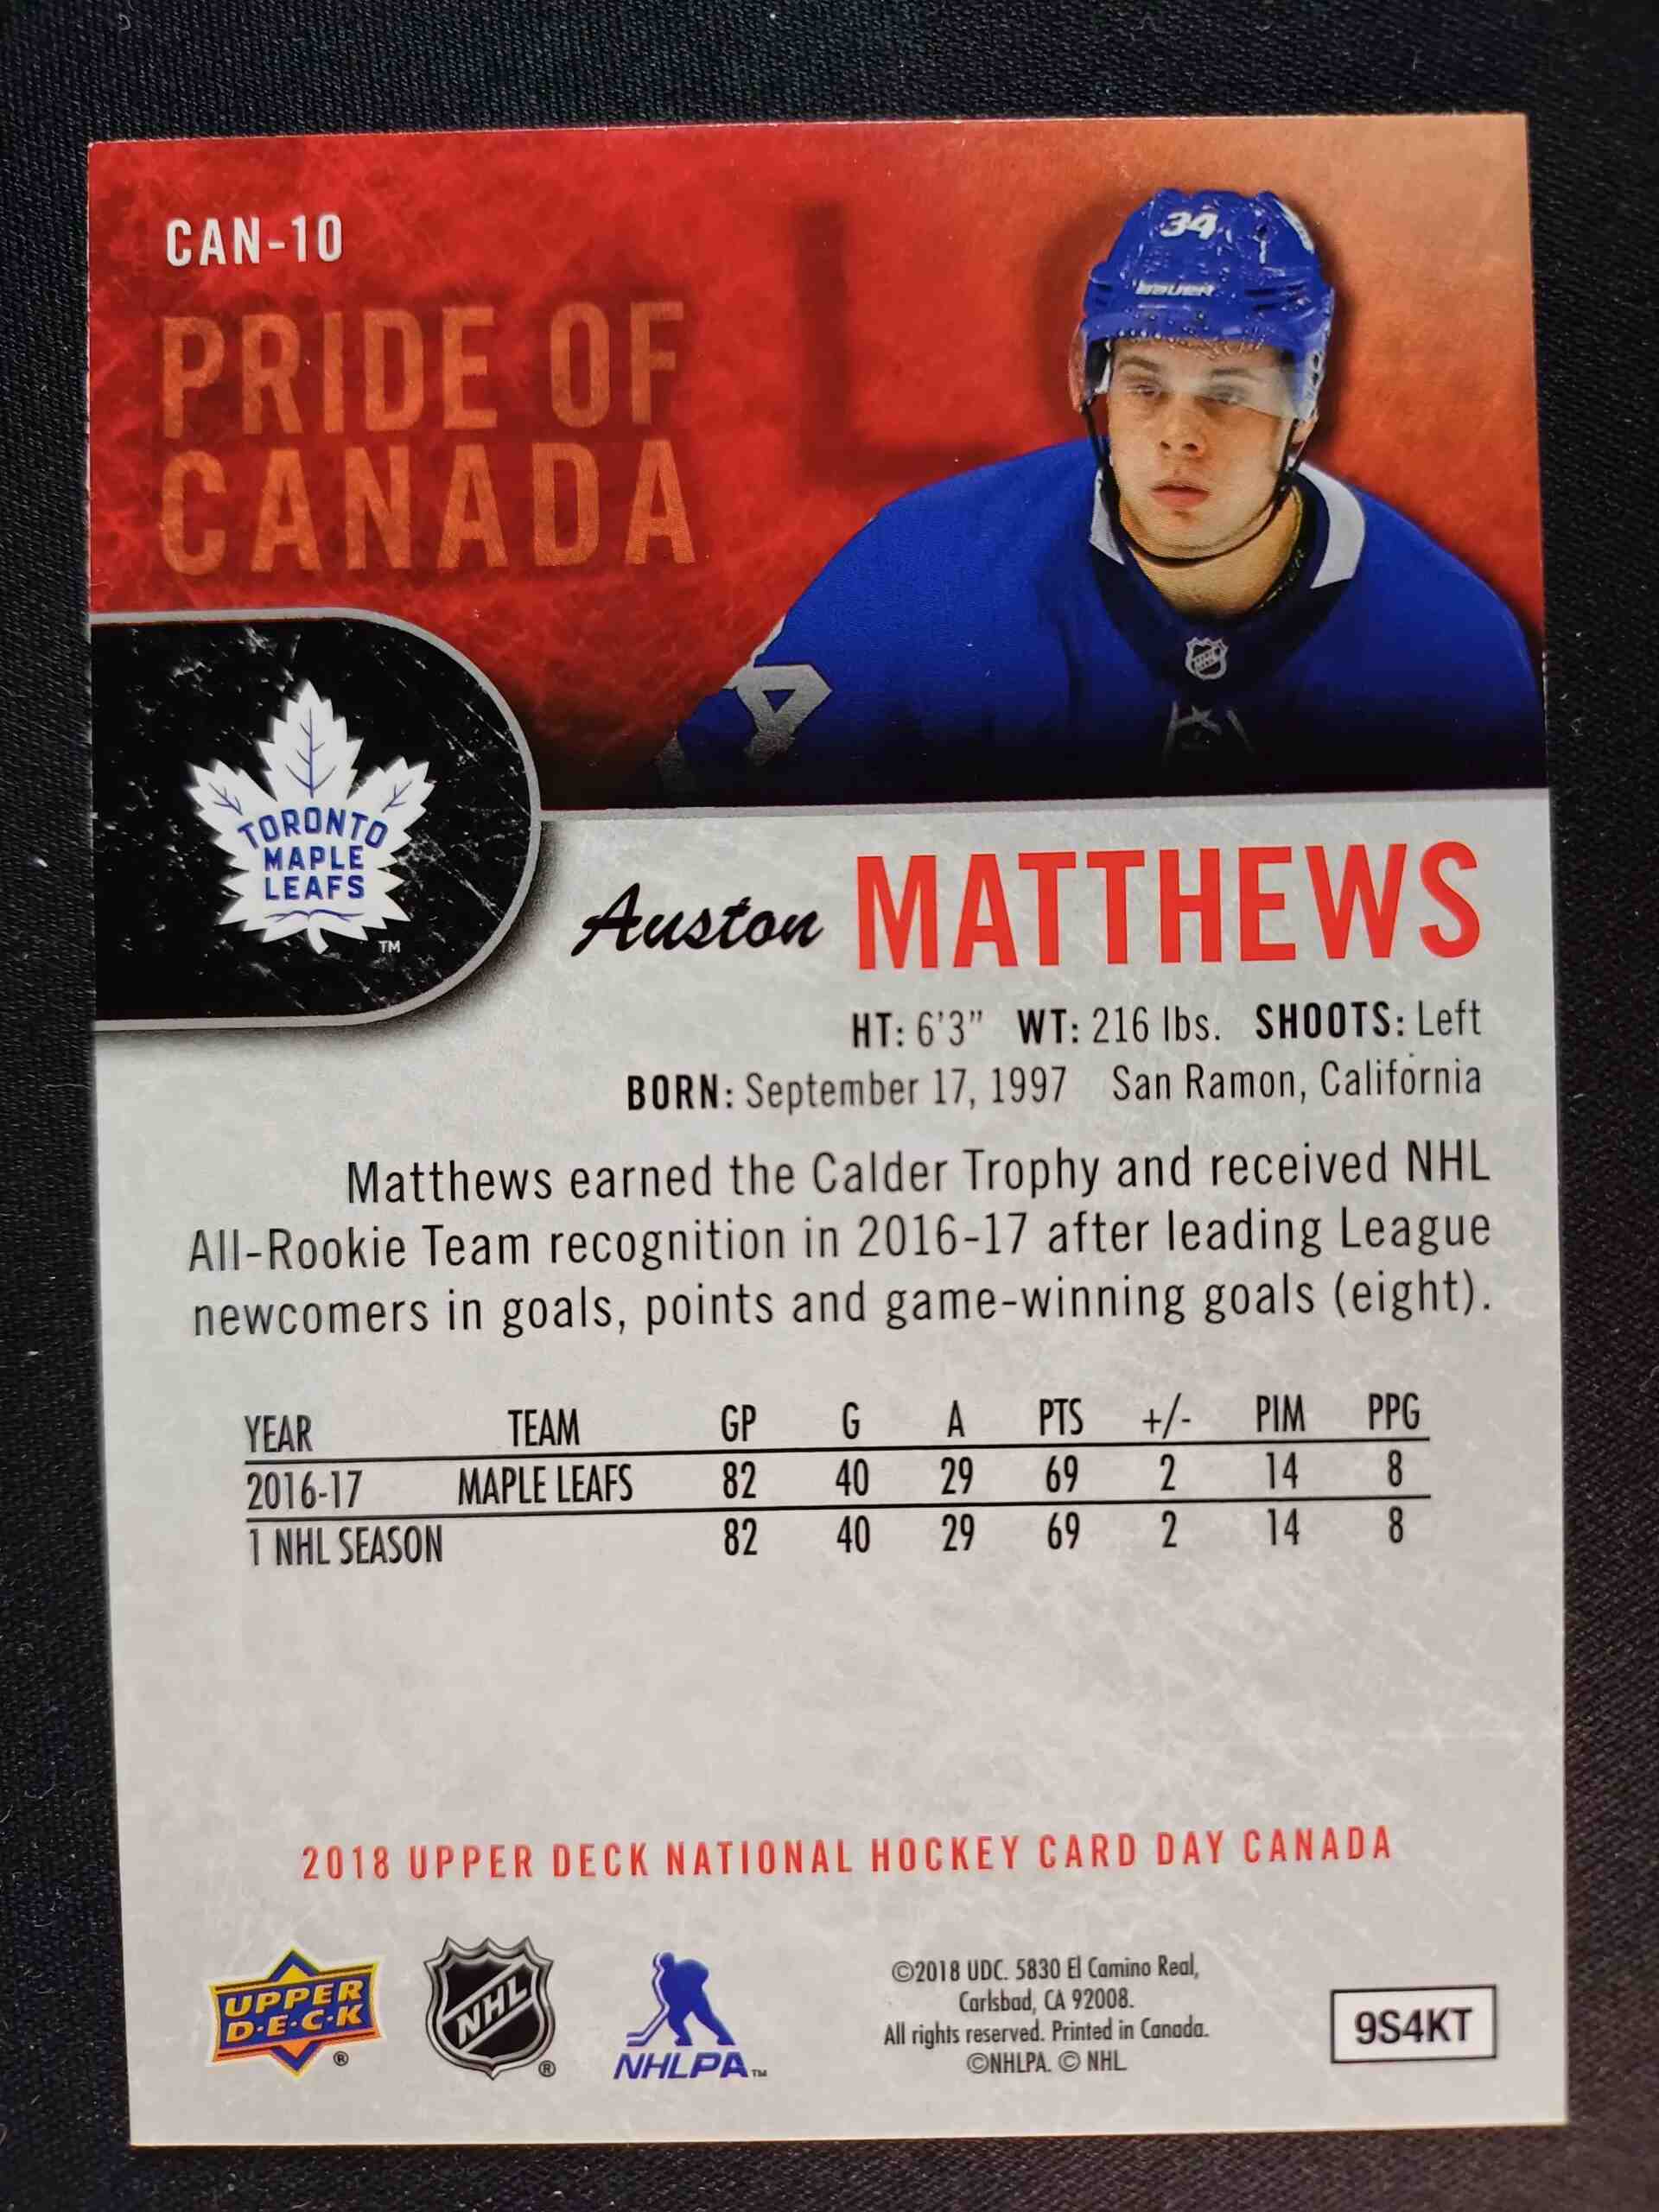 CAN-10
PRIDE OF
CANADA
34
BAUER
4
TORONTO
MAPLE
LEAFS
TM
Auston MATTHEWS
HT: 6'3" WT: 216 lbs. SHOOTS: Left
BORN: September 17, 1997 San Ramon, California
Matthews earned the Calder Trophy and received NHL
All-Rookie Team recognition in 2016-17 after leading League
newcomers in goals, points and game-winning goals (eight).
YEAR TEAM GP G A PTS +/- PIM PPG
2016-17 MAPLE LEAFS 82 40 29 69 2 14 8
1 NHL SEASON 82 40 29 69 2 14 8
2018 UPPER DECK NATIONAL HOCKEY CARD DAY CANADA
UPPER
D·E·C·K
®
NHL
®
NHLPA™
©2018 UDC. 5830 El Camino Real,
Carlsbad, CA 92008.
All rights reserved. Printed in Canada.
©NHLPA. © NHL
9S4KT